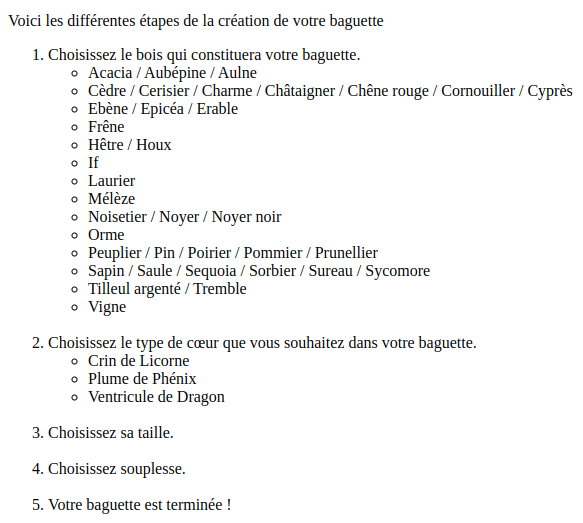 Voici les différentes étapes de la création de votre baguette
1. Choisissez le bois qui constituera votre baguette.
Acacia / Aubépine / Aulne
Cèdre / Cerisier / Charme / Châtaigner / Chêne rouge / Cornouiller / Cyprès
Ebène / Epicéa / Erable
Frêne
Hêtre / Houx
If
Laurier
Mélèze
Noisetier / Noyer / Noyer noir
Orme
Peuplier / Pin / Poirier / Pommier / Prunellier
Sapin / Saule / Sequoia / Sorbier / Sureau / Sycomore
Tilleul argenté / Tremble
Vigne
2. Choisissez le type de cœur que vous souhaitez dans votre baguette.
Crin de Licorne
Plume de Phénix
Ventricule de Dragon
3. Choisissez sa taille.
4. Choisissez souplesse.
5. Votre baguette est terminée !